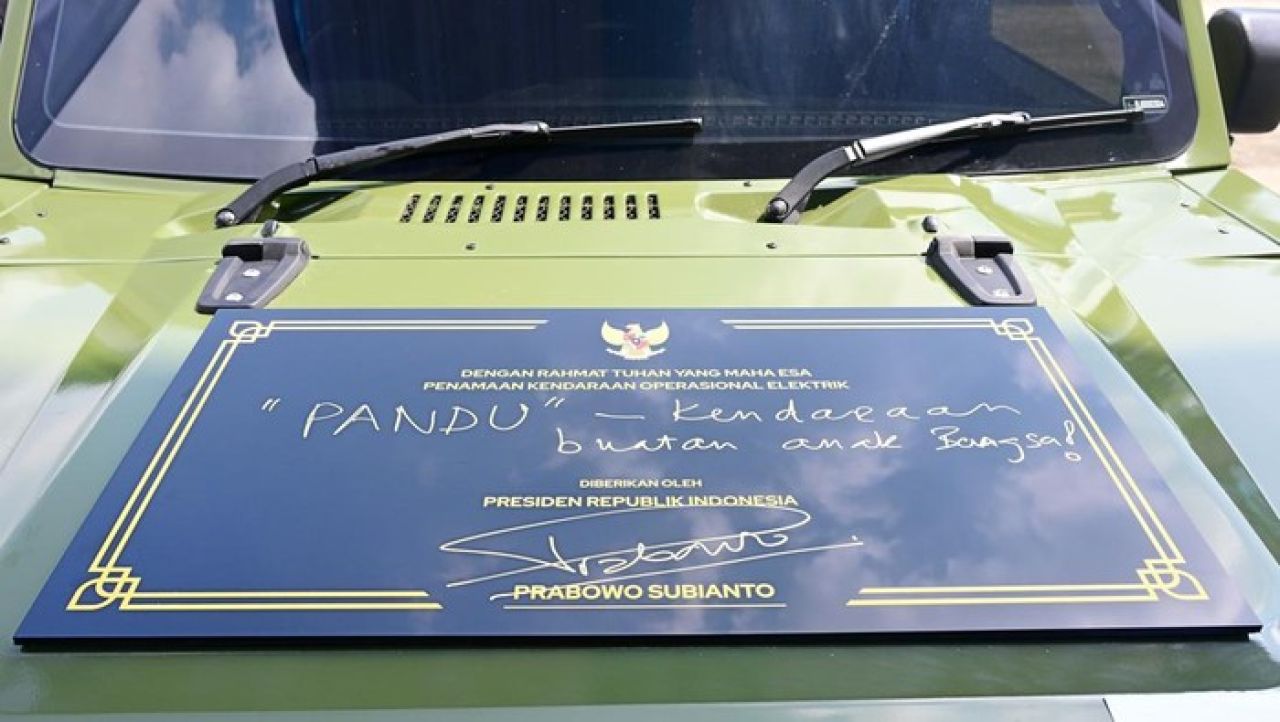 DENGAN RAHMAT TUHAN YANG MAHA ESA
PENAMAAN KENDARAAN OPERASIONAL ELEKTRIK
"PANDU" – Kendaraan
buatan anak Bangsa!
DIBERIKAN OLEH
PRESIDEN REPUBLIK INDONESIA
Prabowo
PRABOWO SUBIANTO